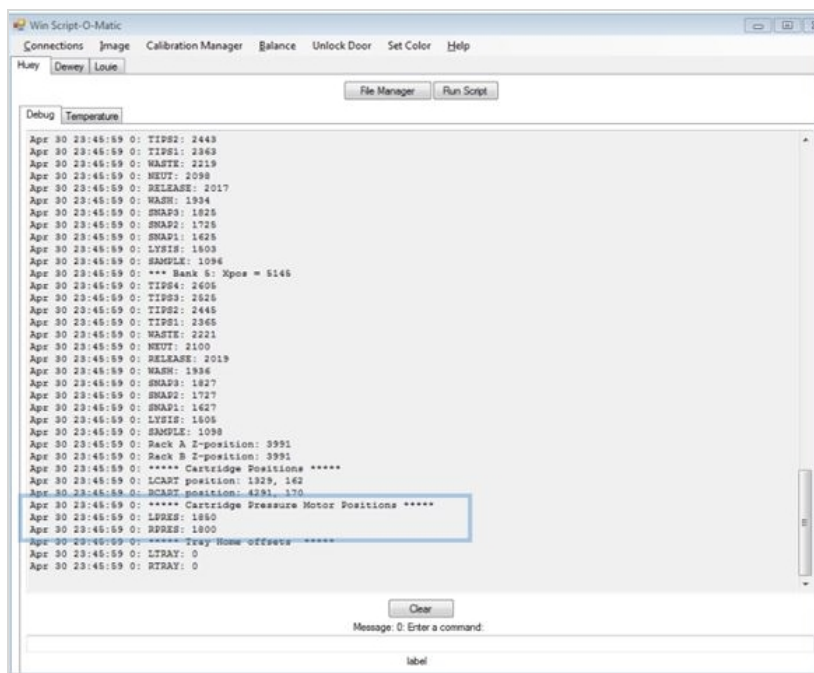 Win Script-O-Matic
Connections Image Calibration Manager Balance Unlock Door Set Color Help
Huey Dewey Louie
File Manager Run Script
Debug Temperature
Apr 30 23:45:59 0: TIPS2: 2443
Apr 30 23:45:59 0: TIPS1: 2363
Apr 30 23:45:59 0: WASTE: 2219
Apr 30 23:45:59 0: NEUT: 2098
Apr 30 23:45:59 0: RELEASE: 2017
Apr 30 23:45:59 0: WASH: 1934
Apr 30 23:45:59 0: SNAP3: 1825
Apr 30 23:45:59 0: SNAP2: 1725
Apr 30 23:45:59 0: SNAP1: 1625
Apr 30 23:45:59 0: LYSIS: 1503
Apr 30 23:45:59 0: SAMPLE: 1096
Apr 30 23:45:59 0: *** Bank 5: Xpos = 5145
Apr 30 23:45:59 0: TIPS4: 2605
Apr 30 23:45:59 0: TIPS3: 2525
Apr 30 23:45:59 0: TIPS2: 2445
Apr 30 23:45:59 0: TIPS1: 2365
Apr 30 23:45:59 0: WASTE: 2221
Apr 30 23:45:59 0: NEUT: 2100
Apr 30 23:45:59 0: RELEASE: 2019
Apr 30 23:45:59 0: WASH: 1936
Apr 30 23:45:59 0: SNAP3: 1827
Apr 30 23:45:59 0: SNAP2: 1727
Apr 30 23:45:59 0: SNAP1: 1627
Apr 30 23:45:59 0: LYSIS: 1505
Apr 30 23:45:59 0: SAMPLE: 1098
Apr 30 23:45:59 0: Rack A Z-position: 3991
Apr 30 23:45:59 0: Rack B Z-position: 3991
Apr 30 23:45:59 0: ***** Cartridge Positions *****
Apr 30 23:45:59 0: LCART position: 1329, 162
Apr 30 23:45:59 0: RCART position: 4291, 170
Apr 30 23:45:59 0: ***** Cartridge Pressure Motor Positions *****
Apr 30 23:45:59 0: LPRES: 1850
Apr 30 23:45:59 0: RPRES: 1800
Apr 30 23:45:59 0: ***** Tray Home offsets *****
Apr 30 23:45:59 0: LTRAY: 0
Apr 30 23:45:59 0: RTRAY: 0
Clear
Message: 0: Enter a command:
label